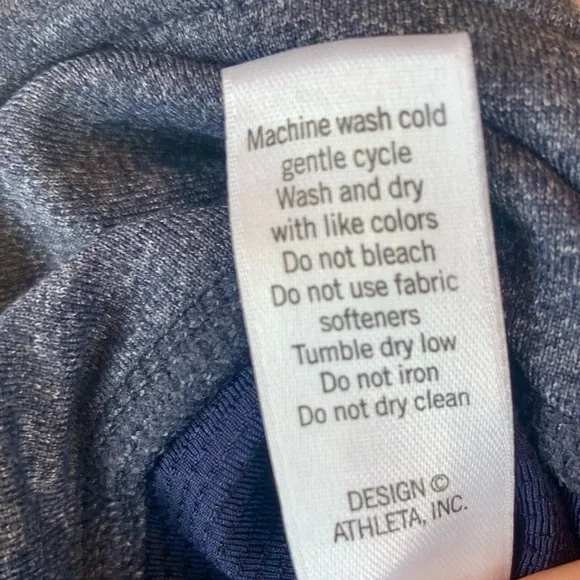 Machine wash cold
gentle cycle
Wash and dry
with like colors
Do not bleach
Do not use fabric
softeners
Tumble dry low
Do not iron
Do not dry clean
DESIGN ©
ATHLETA, INC.